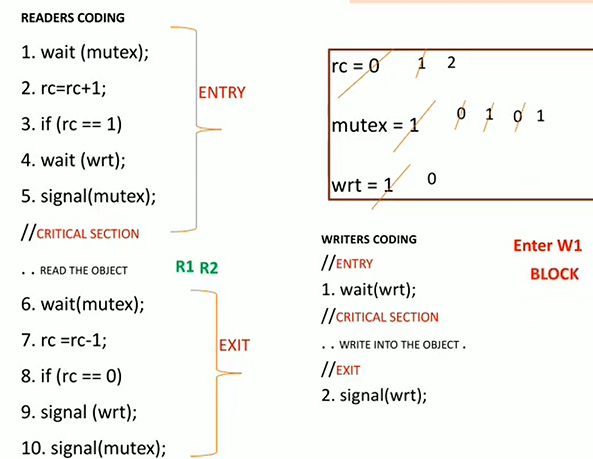 READERS CODING
1. wait (mutex);
2. rc=rc+1;
3. if (rc == 1)
4. wait (wrt);
5. signal(mutex);
//CRITICAL SECTION
. . READ THE OBJECT
6. wait(mutex);
7. rc =rc-1;
8. if (rc == 0)
9. signal (wrt);
10. signal(mutex);
ENTRY
R1 R2
EXIT
rc = 0 1 2
mutex = 1 0 1 0 1
wrt = 1 0
WRITERS CODING
//ENTRY
1. wait(wrt);
//CRITICAL SECTION
. . WRITE INTO THE OBJECT .
//EXIT
2. signal(wrt);
Enter W1
BLOCK